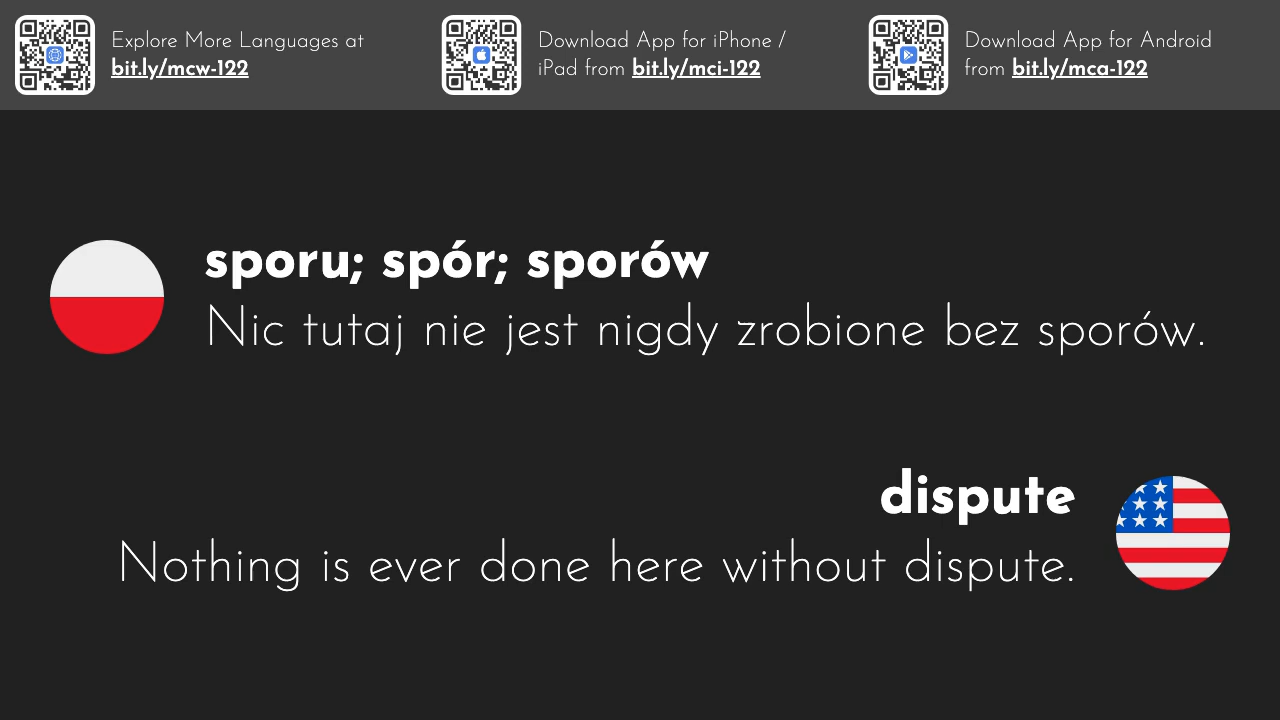 Explore More Languages at
bit.ly/mcw-122
Download App for iPhone /
iPad from bit.ly/mci-122
Download App for Android
from bit.ly/mca-122
sporu; spór; sporów
Nic tutaj nie jest nigdy zrobione bez sporów.
dispute
Nothing is ever done here without dispute.